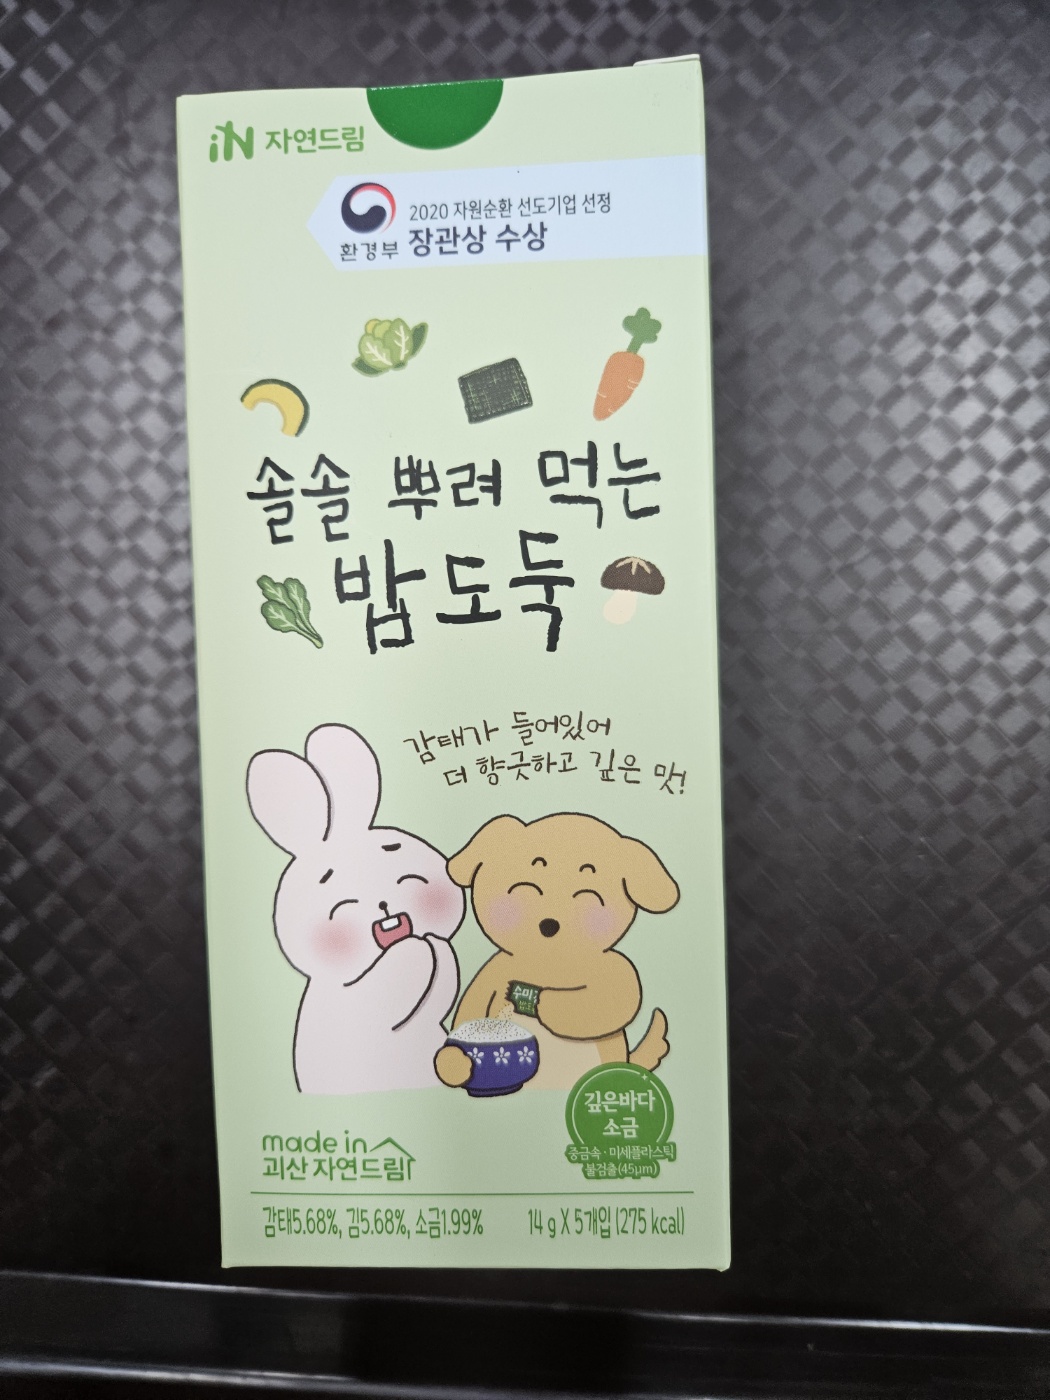 iN 자연드림
2020 자원순환 선도기업 선정
환경부 장관상 수상
솔솔 뿌려 먹는
밥도둑
감태가 들어있어
더 향긋하고 깊은 맛!
수미
밥도
깊은바다
소금
중금속·미세플라스틱
불검출(45µm)
made in
괴산 자연드림
감태5.68%, 김5.68%, 소금1.99% 14 g X 5개입 (275 kcal)